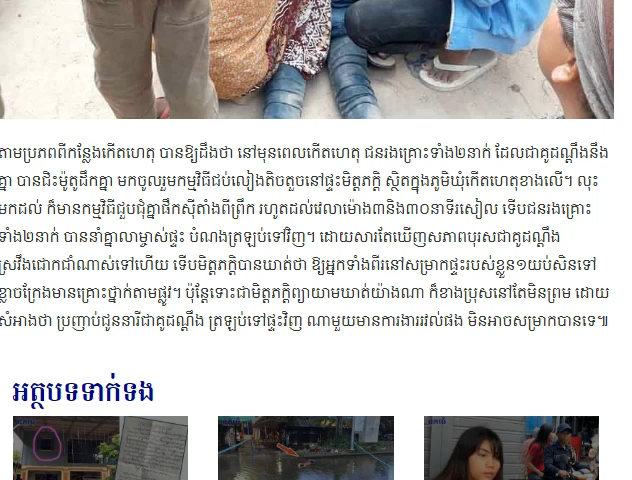 តាមប្រភពពីកន្លែងកើតហេតុ បានឱ្យដឹងថា នៅមុនពេលកើតហេតុ ជនរងគ្រោះទាំង២នាក់ ដែលជាគូដណ្តឹងនឹង
គ្នា បានជិះម៉ូតូដឹកគ្នា មកចូលរួមកម្មវិធីជប់លៀងតិចតួចនៅផ្ទះមិត្តភក្តិ ស្ថិតក្នុងភូមិឃុំកើតហេតុខាងលើ។ លុះ
មកដល់ ក៏មានកម្មវិធីជួបជុំគ្នាផឹកស៊ីតាំងពីព្រឹក រហូតដល់វេលាម៉ោង៣និង៣០នាទីរសៀល ទើបជនរងគ្រោះ
ទាំង២នាក់ បាននាំគ្នាលាម្ចាស់ផ្ទះ បំណងត្រឡប់ទៅវិញ។ ដោយសារតែឃើញសភាពបុរសជាគូដណ្តឹង
ស្រវឹងជោកជាំណាស់ទៅហើយ ទើបមិត្តភក្តិបានឃាត់ថា ឱ្យអ្នកទាំងពីរនៅសម្រាកផ្ទះរបស់ខ្លួន១យប់សិនទៅ
ខ្លាចក្រែងមានគ្រោះថ្នាក់តាមផ្លូវ។ ប៉ុន្តែទោះជាមិត្តភក្តិព្យាយាមឃាត់យ៉ាងណា ក៏ខាងប្រុសនៅតែមិនព្រម ដោយ
សំអាងថា ប្រញាប់ជូននារីជាគូដណ្តឹង ត្រឡប់ទៅផ្ទះវិញ ណាមួយមានការងាររវល់ផង មិនអាចសម្រាកបានទេ៕
អត្ថបទទាក់ទង